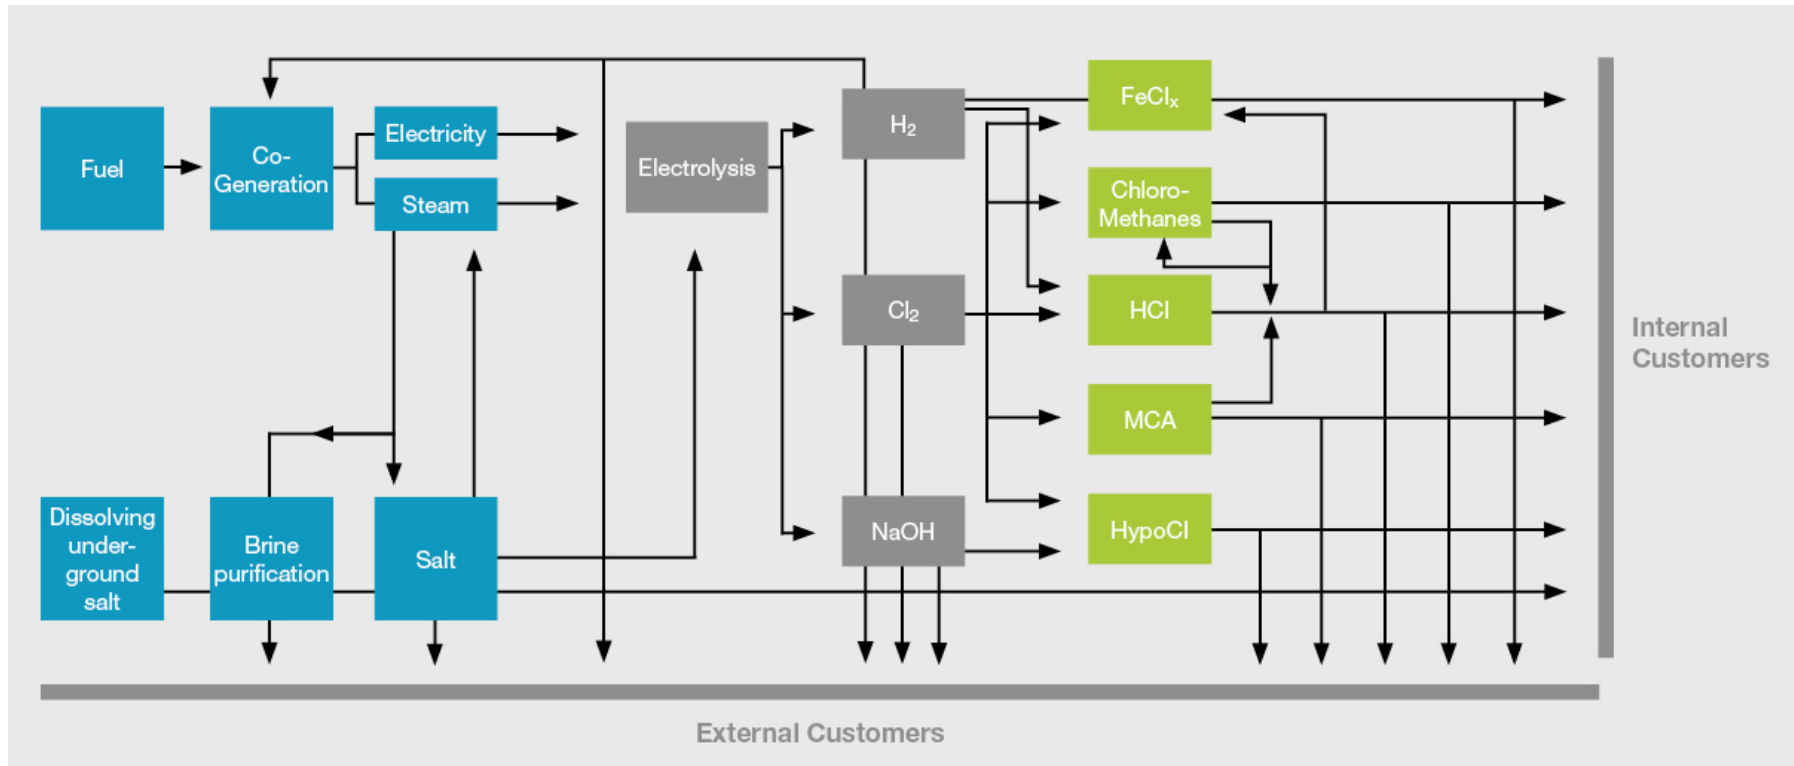 Fuel
Co-
Generation
Electricity
Steam
Electrolysis
H₂
Cl₂
NaOH
FeClₓ
Chloro-
Methanes
HCl
MCA
HypoCl
Dissolving
under-
ground
salt
Brine
purification
Salt
Internal
Customers
External Customers